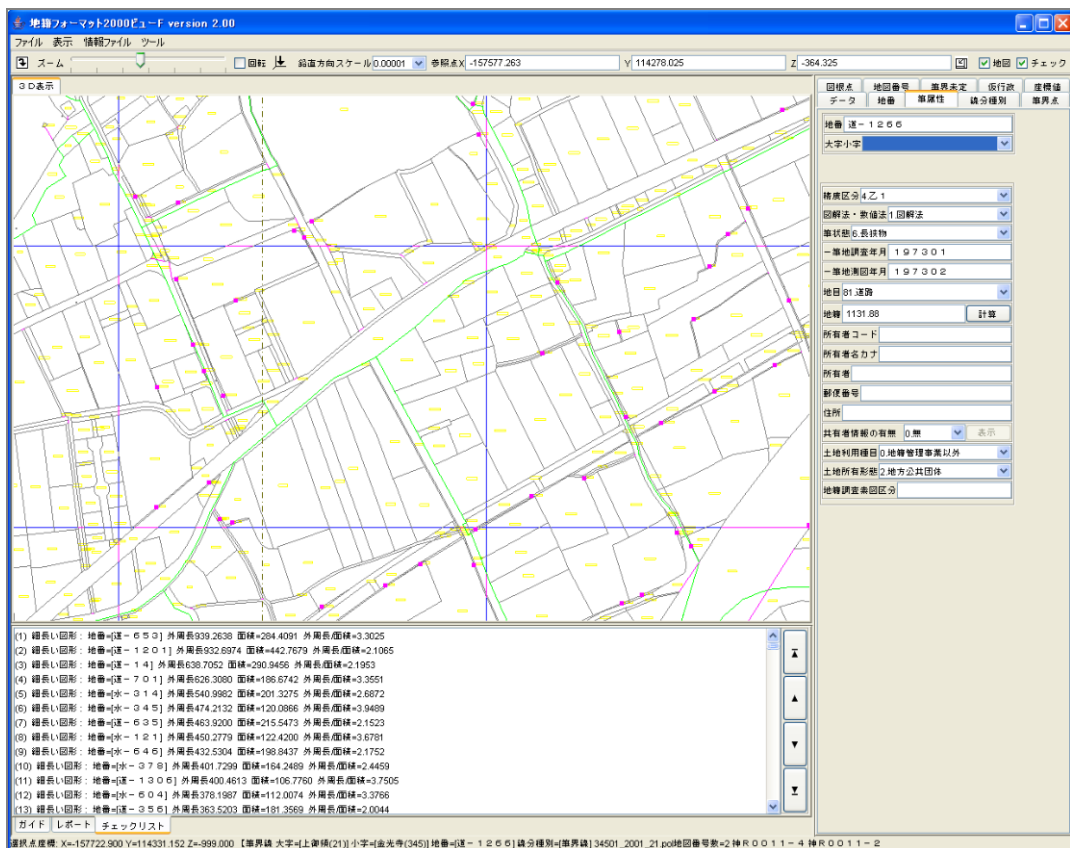 地籍フォーマット2000ビューF version 2.00
ファイル 表示 情報ファイル ツール
ズーム 回転 鉛直方向スケール 0.00001 参照点X -157577.263 Y 114278.025 Z -364.325 地図 チェック
3D表示
図根点 地図番号 筆界未定 仮行政 座標値
データ 地番 筆属性 線分種別 筆界点
地番 道-1266
大字小字
精度区分 4.乙1
図解法・数値法 1.図解法
筆状態 6.長狭物
一筆地調査年月 197301
一筆地測図年月 197302
地目 81.道路
地積 1131.88 計算
所有者コード
所有者名カナ
所有者
郵便番号
住所
共有者情報の有無 0.無 表示
土地利用種目 0.地籍管理事業以外
土地所有形態 2.地方公共団体
地籍調査素図区分
(1) 細長い図形: 地番=[道-653] 外周長939.2638 面積=284.4091 外周長/面積=3.3025
(2) 細長い図形: 地番=[道-1201] 外周長932.6974 面積=442.7679 外周長/面積=2.1065
(3) 細長い図形: 地番=[道-14] 外周長638.7052 面積=290.9456 外周長/面積=2.1953
(4) 細長い図形: 地番=[道-701] 外周長626.3080 面積=186.6742 外周長/面積=3.3551
(5) 細長い図形: 地番=[水-314] 外周長540.9982 面積=201.3275 外周長/面積=2.6872
(6) 細長い図形: 地番=[水-345] 外周長474.2132 面積=120.0866 外周長/面積=3.9489
(7) 細長い図形: 地番=[道-635] 外周長463.9200 面積=215.5473 外周長/面積=2.1523
(8) 細長い図形: 地番=[水-121] 外周長450.2779 面積=122.4200 外周長/面積=3.6781
(9) 細長い図形: 地番=[水-646] 外周長432.5304 面積=198.8437 外周長/面積=2.1752
(10) 細長い図形: 地番=[水-378] 外周長401.7299 面積=164.2489 外周長/面積=2.4459
(11) 細長い図形: 地番=[道-1306] 外周長400.4613 面積=106.7760 外周長/面積=3.7505
(12) 細長い図形: 地番=[水-604] 外周長378.1987 面積=112.0074 外周長/面積=3.3766
(13) 細長い図形: 地番=[道-356] 外周長363.5203 面積=181.3569 外周長/面積=2.0044
ガイド レポート チェックリスト
選択点座標: X=-157722.900 Y=114331.152 Z=-999.000 【筆界線 大字=[上御領(21)] 小字=[金光寺(345)] 地番=[道-1266] 線分種別=[筆界線] 34501_2001_21.pol地図番号数=2 神R0011-4 神R0011-2